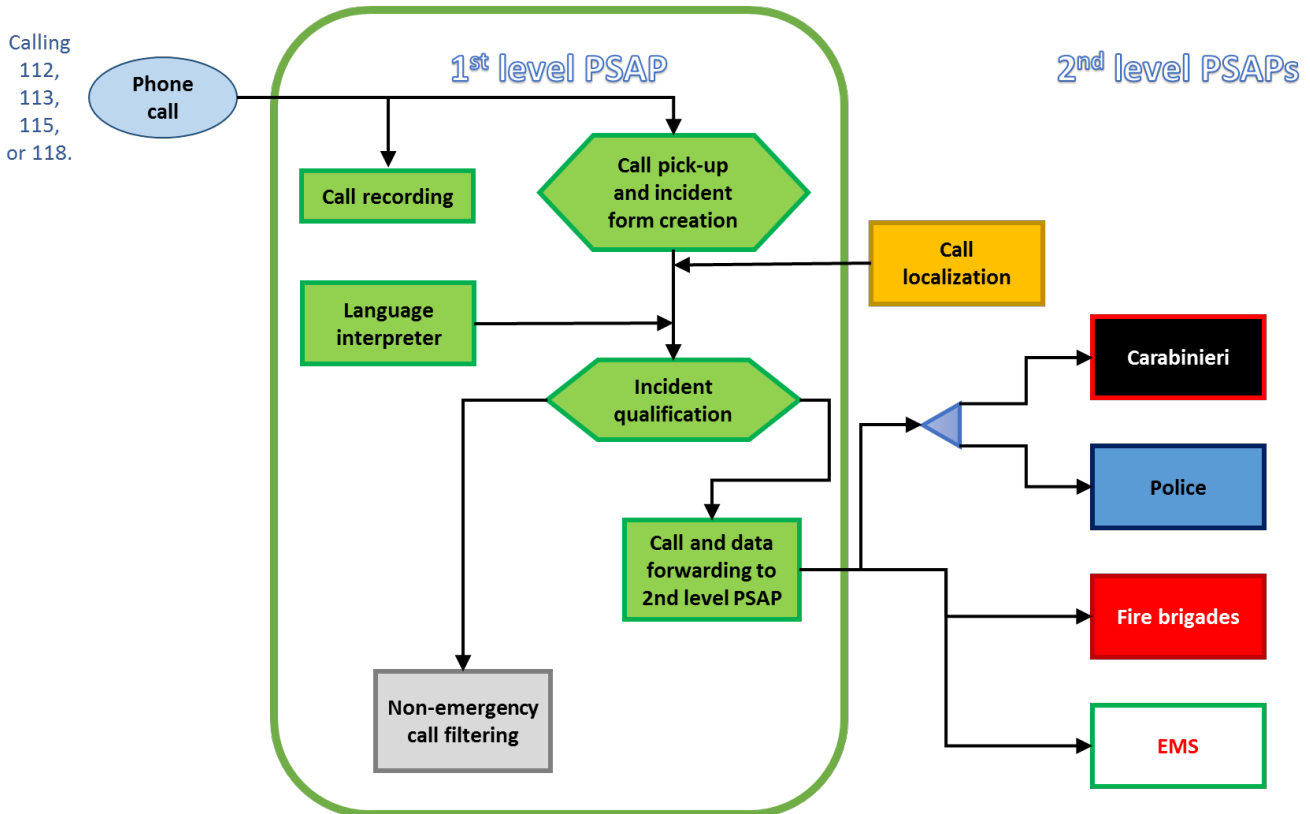 Calling
112,
113,
115,
or 118.
Phone
call
1st level PSAP
2nd level PSAPs
Call recording
Call pick-up
and incident
form creation
Call
localization
Language
interpreter
Incident
qualification
Carabinieri
Police
Call and data
forwarding to
2nd level PSAP
Fire brigades
Non-emergency
call filtering
EMS